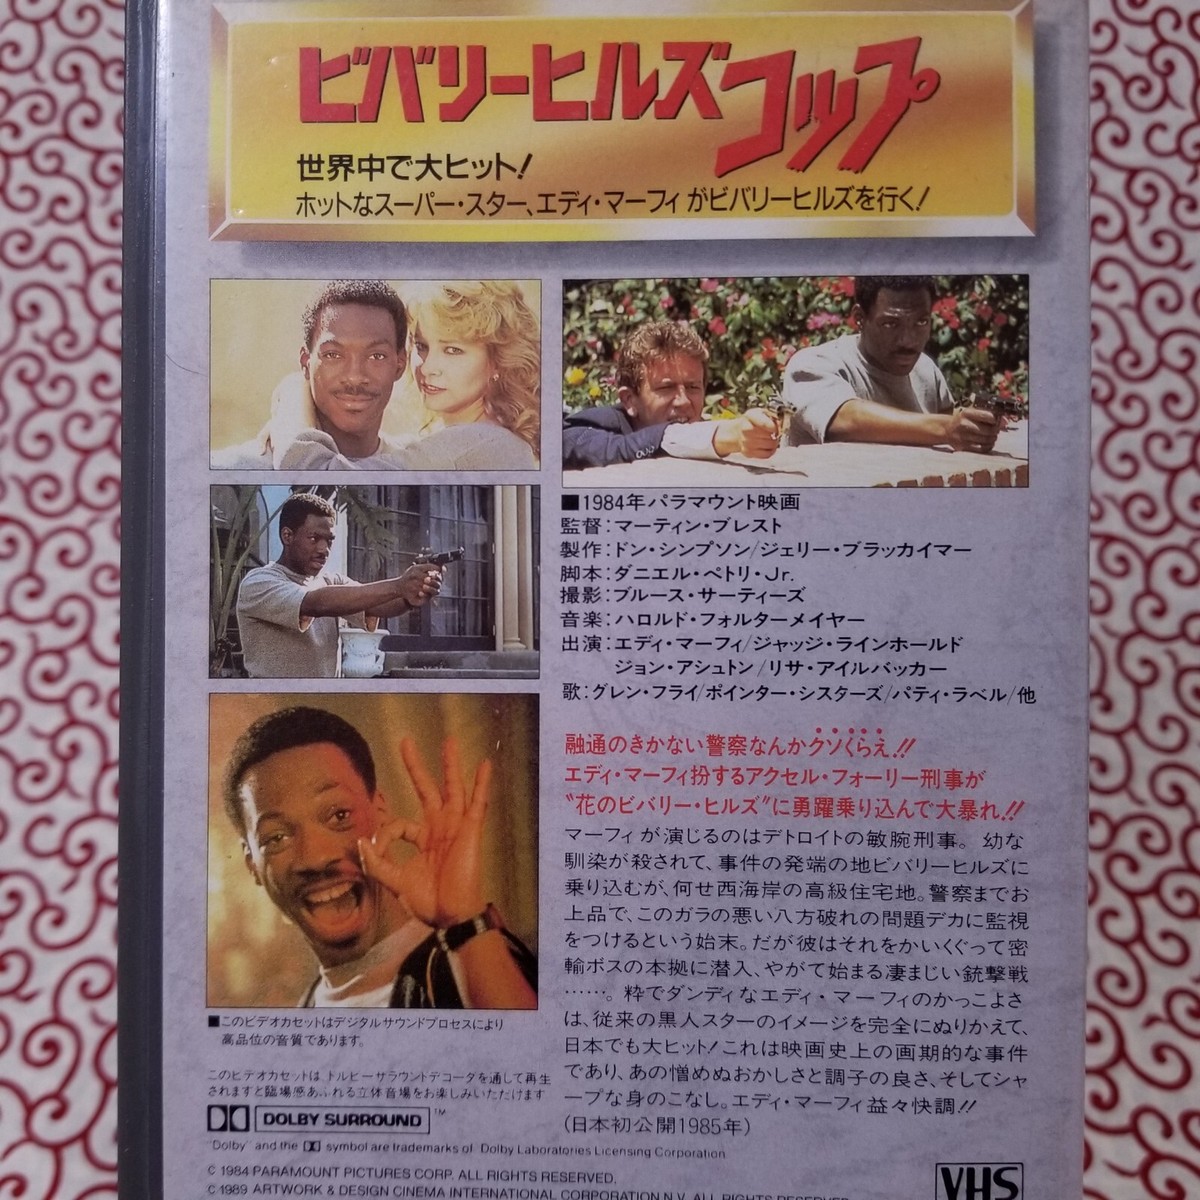 ビバリーヒルズコップ
世界中で大ヒット!
ホットなスーパー・スター、エディ・マーフィがビバリーヒルズを行く!
■1984年パラマウント映画
監督:マーティン・ブレスト
製作:ドン・シンプソン/ジェリー・ブラッカイマー
脚本:ダニエル・ペトリ・Jr.
撮影:ブルース・サーティーズ
音楽:ハロルド・フォルターメイヤー
出演:エディ・マーフィ/ジャッジ・ラインホールド
ジョン・アシュトン/リサ・アイルバッカー
歌:グレン・フライ/ポインター・シスターズ/パティ・ラベル/他
融通のきかない警察なんかクソくらえ!!
エディ・マーフィ扮するアクセル・フォーリー刑事が
"花のビバリー・ヒルズ"に勇躍乗り込んで大暴れ!!
マーフィが演じるのはデトロイトの敏腕刑事。幼な
馴染が殺されて、事件の発端の地ビバリーヒルズに
乗り込むが、何せ西海岸の高級住宅地。警察までお
上品で、このガラの悪い八方破れの問題デカに監視
をつけるという始末。だが彼はそれをかいくぐって密
輸ボスの本拠に潜入、やがて始まる凄まじい銃撃戦
……。粋でダンディなエディ・マーフィのかっこよさ
は、従来の黒人スターのイメージを完全にぬりかえて、
日本でも大ヒット!これは映画史上の画期的な事件
であり、あの憎めぬおかしさと調子の良さ、そしてシャ
ープな身のこなし。エディ・マーフィ益々快調!!
(日本初公開1985年)
■このビデオカセットはデジタルサウンドプロセスにより
高品位の音質であります。
このビデオカセットは、ドルビーサラウンドデコーダを通して再生
されますと臨場感あふれる立体音場をお楽しみいただけます
DOLBY SURROUND™
"Dolby" and the symbol are trademarks of Dolby Laboratories Licensing Corporation
© 1984 PARAMOUNT PICTURES CORP. ALL RIGHTS RESERVED.
© 1989 ARTWORK & DESIGN CINEMA INTERNATIONAL CORPORATION N.V. ALL RIGHTS RESERVED
VHS